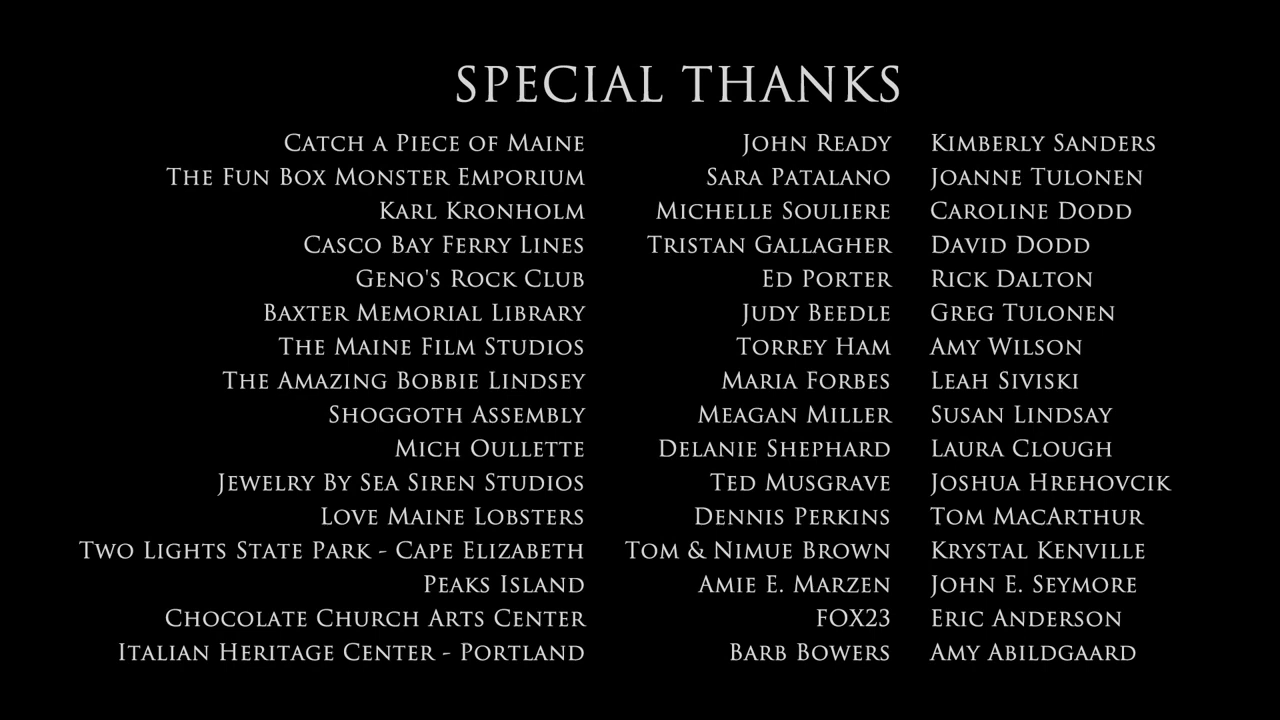 SPECIAL THANKS
CATCH A PIECE OF MAINE
THE FUN BOX MONSTER EMPORIUM
KARL KRONHOLM
CASCO BAY FERRY LINES
GENO'S ROCK CLUB
BAXTER MEMORIAL LIBRARY
THE MAINE FILM STUDIOS
THE AMAZING BOBBIE LINDSEY
SHOGGOTH ASSEMBLY
MICH OULLETTE
JEWELRY BY SEA SIREN STUDIOS
LOVE MAINE LOBSTERS
TWO LIGHTS STATE PARK - CAPE ELIZABETH
PEAKS ISLAND
CHOCOLATE CHURCH ARTS CENTER
ITALIAN HERITAGE CENTER - PORTLAND
JOHN READY
SARA PATALANO
MICHELLE SOULIERE
TRISTAN GALLAGHER
ED PORTER
JUDY BEEDLE
TORREY HAM
MARIA FORBES
MEAGAN MILLER
DELANIE SHEPHARD
TED MUSGRAVE
DENNIS PERKINS
TOM & NIMUE BROWN
AMIE E. MARZEN
FOX23
BARB BOWERS
KIMBERLY SANDERS
JOANNE TULONEN
CAROLINE DODD
DAVID DODD
RICK DALTON
GREG TULONEN
AMY WILSON
LEAH SIVISKI
SUSAN LINDSAY
LAURA CLOUGH
JOSHUA HREHOVCIK
TOM MACARTHUR
KRYSTAL KENVILLE
JOHN E. SEYMORE
ERIC ANDERSON
AMY ABILDGAARD